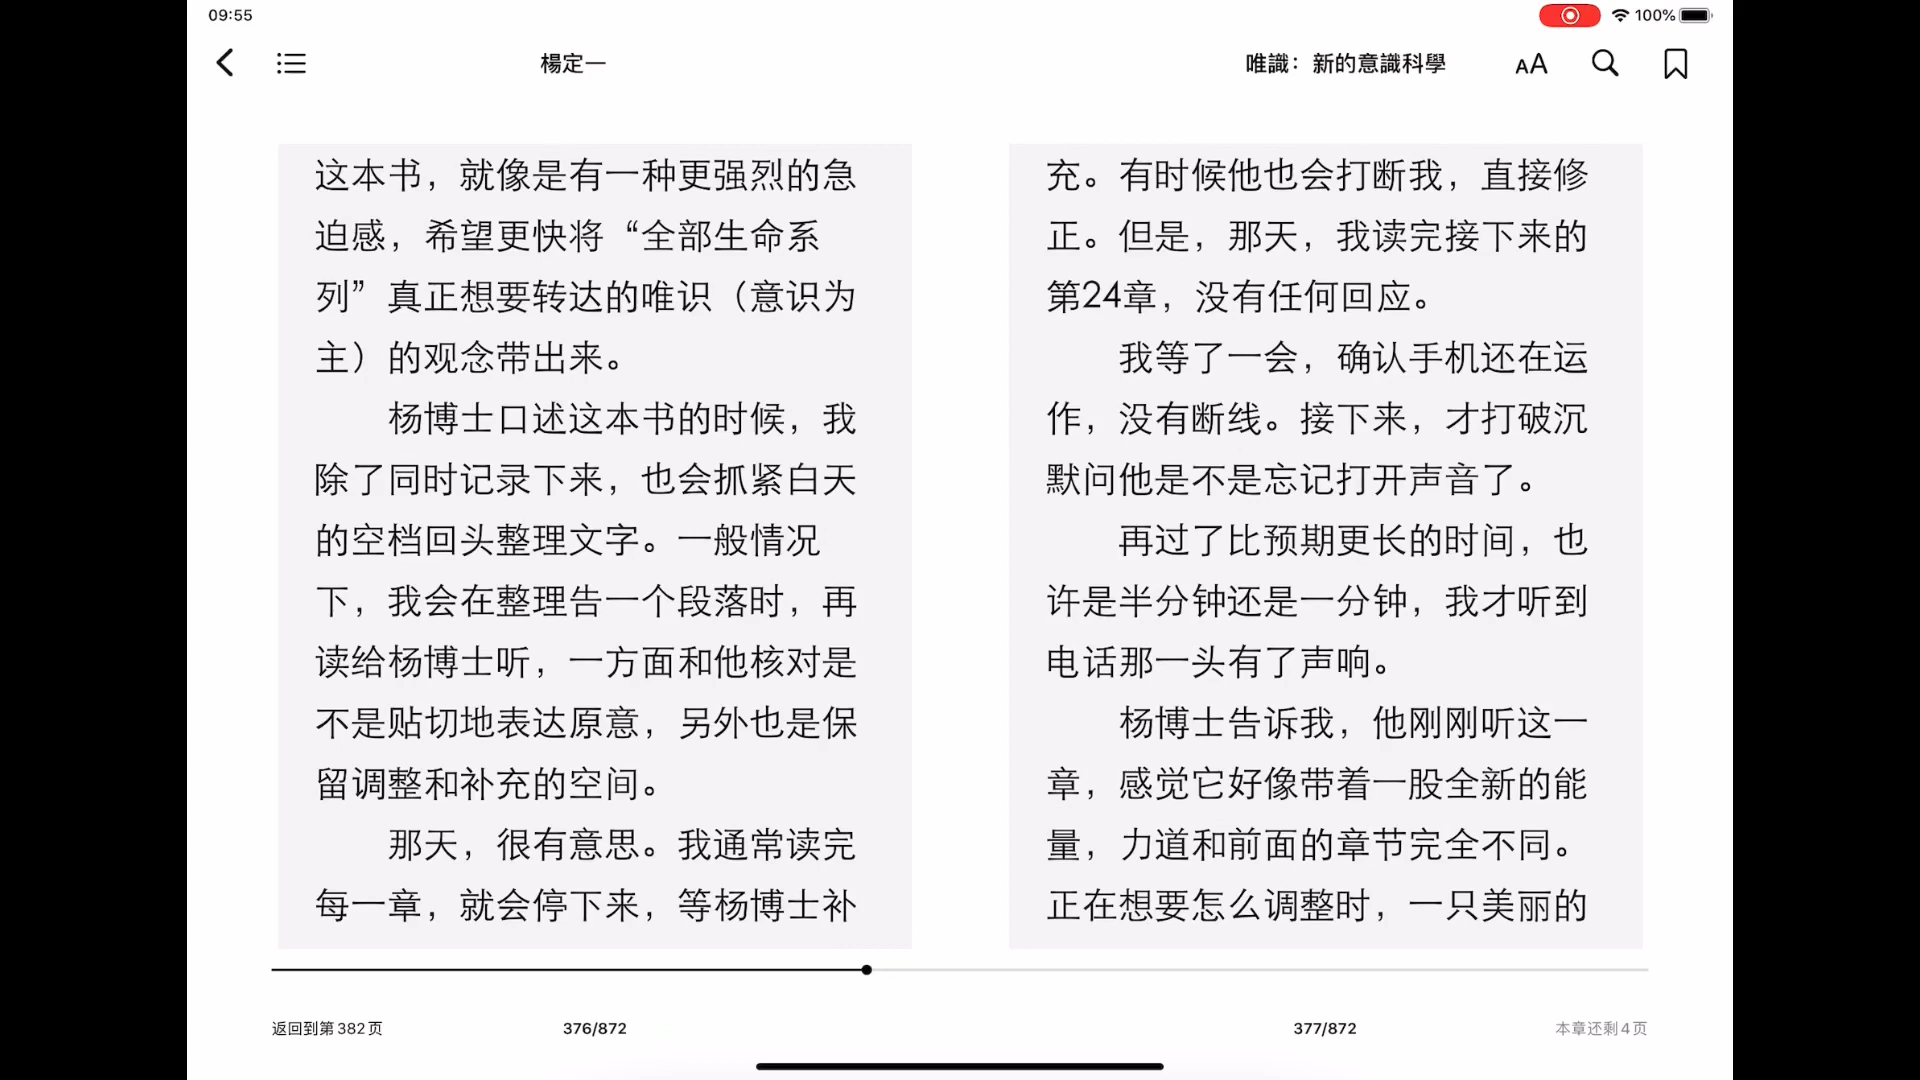 09:55
100%
楊定一
唯識：新的意識科學
AA
这本书，就像是有一种更强烈的急
迫感，希望更快将“全部生命系
列”真正想要转达的唯识（意识为
主）的观念带出来。
杨博士口述这本书的时候，我
除了同时记录下来，也会抓紧白天
的空档回头整理文字。一般情况
下，我会在整理告一个段落时，再
读给杨博士听，一方面和他核对是
不是贴切地表达原意，另外也是保
留调整和补充的空间。
那天，很有意思。我通常读完
每一章，就会停下来，等杨博士补
充。有时候他也会打断我，直接修
正。但是，那天，我读完接下来的
第24章，没有任何回应。
我等了一会，确认手机还在运
作，没有断线。接下来，才打破沉
默问他是不是忘记打开声音了。
再过了比预期更长的时间，也
许是半分钟还是一分钟，我才听到
电话那一头有了声响。
杨博士告诉我，他刚刚听这一
章，感觉它好像带着一股全新的能
量，力道和前面的章节完全不同。
正在想要怎么调整时，一只美丽的
返回到第382页
376/872
377/872
本章还剩4页